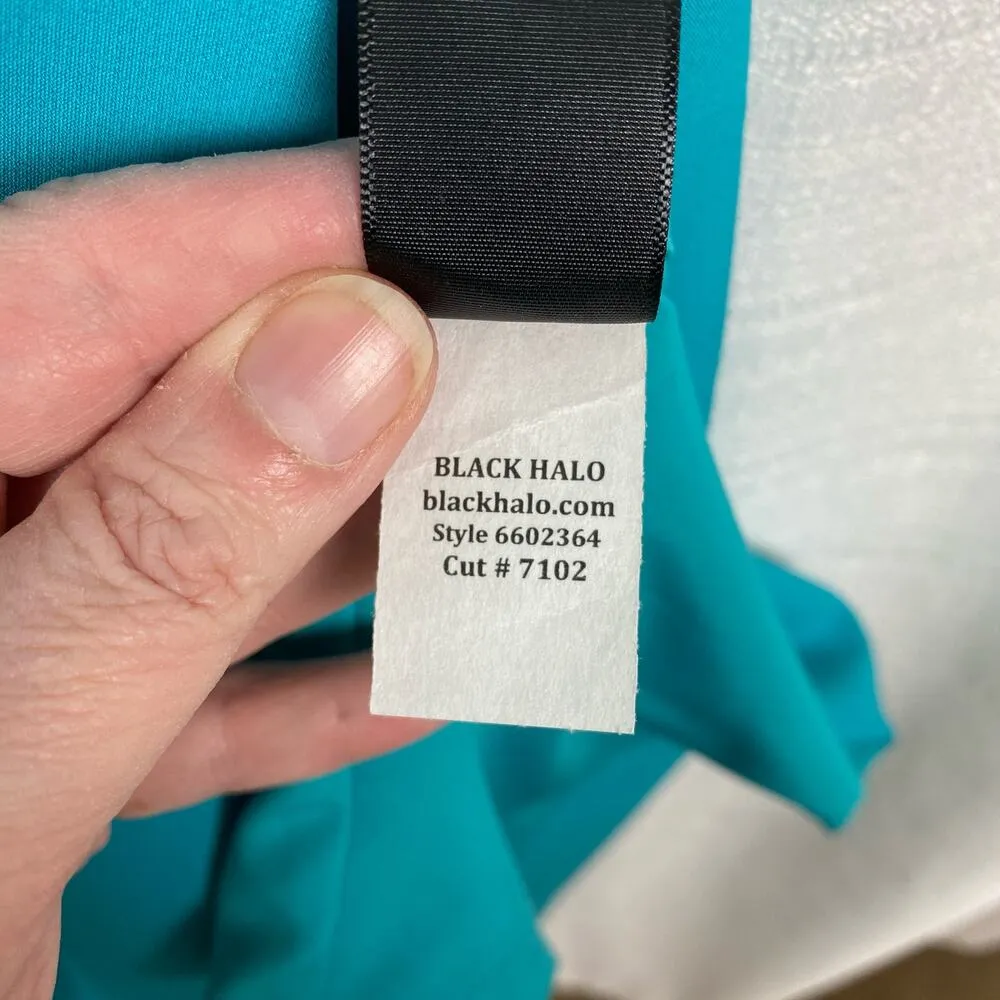 BLACK HALO
blackhalo.com
Style 6602364
Cut # 7102